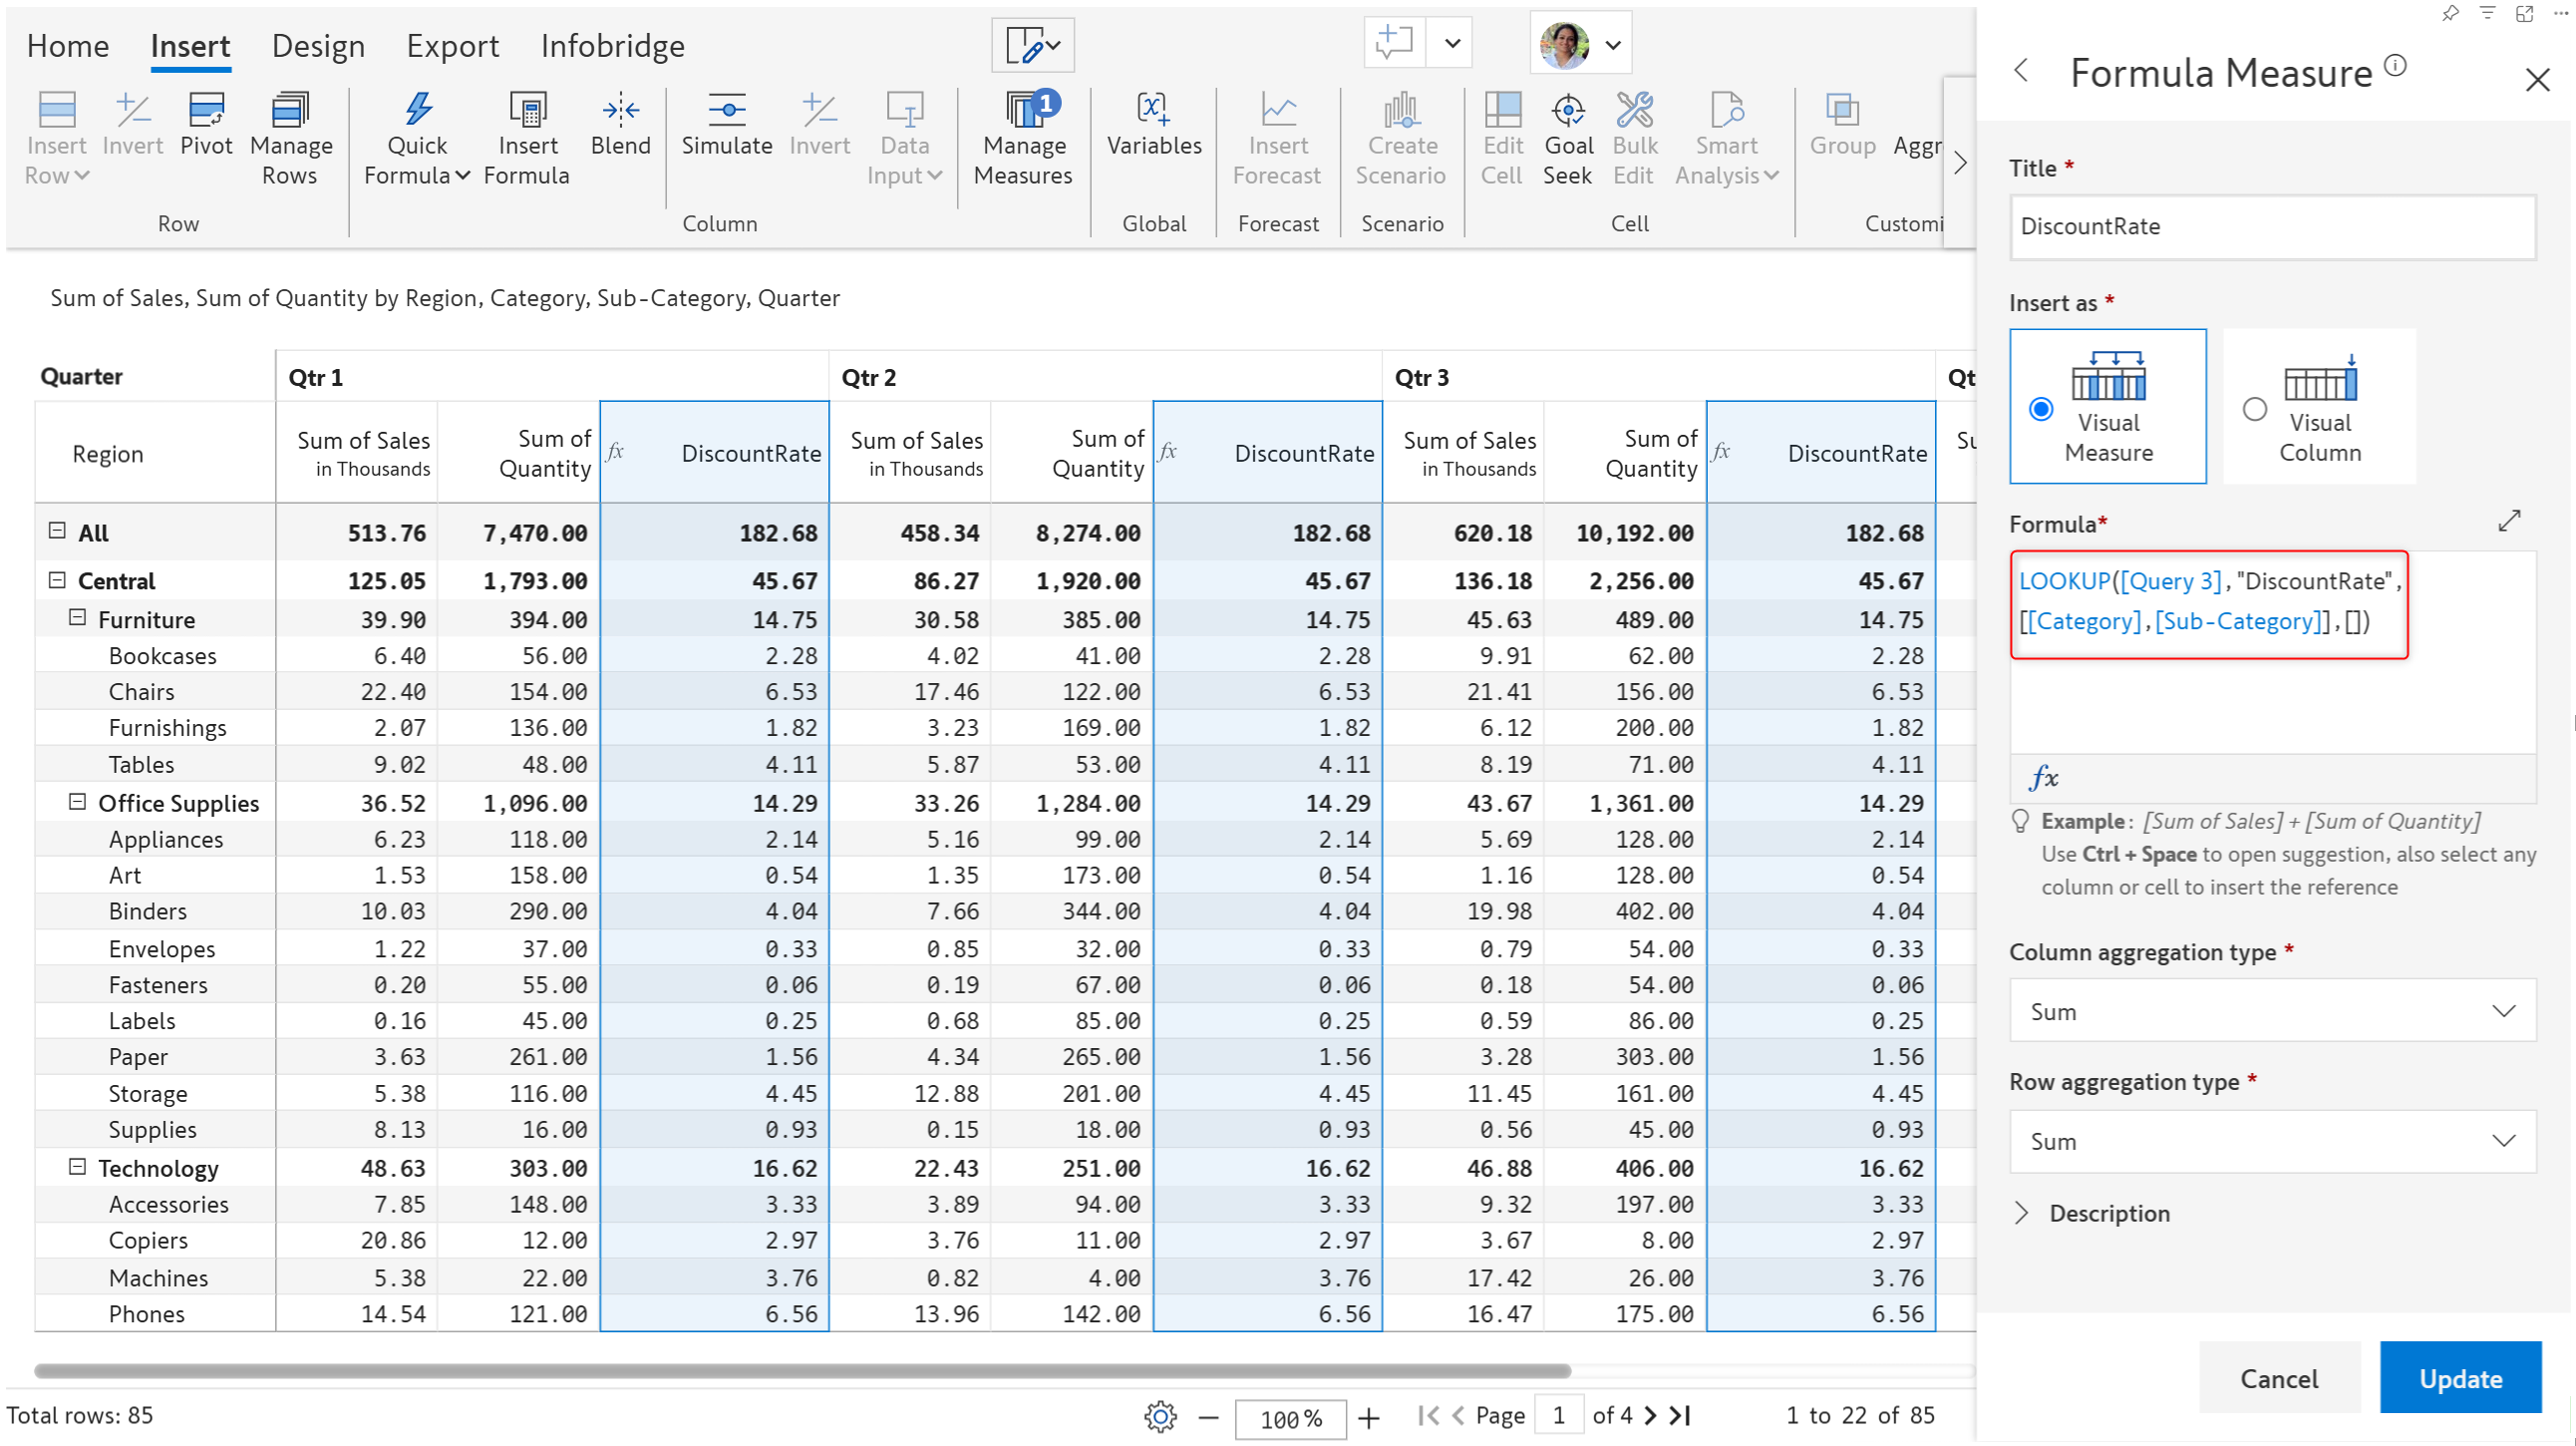 Home Insert Design Export Infobridge
Insert Row Invert Pivot Manage Rows Quick Formula Insert Formula Blend Simulate Invert Data Input Manage Measures 1 Variables Insert Forecast Create Scenario Edit Cell Goal Seek Bulk Edit Smart Analysis Group Aggr
Row Column Global Forecast Scenario Cell Customi
Sum of Sales, Sum of Quantity by Region, Category, Sub-Category, Quarter
Quarter Qtr 1 Qtr 2 Qtr 3 Qt
Region Sum of Sales in Thousands Sum of Quantity fx DiscountRate Sum of Sales in Thousands Sum of Quantity fx DiscountRate Sum of Sales in Thousands Sum of Quantity fx DiscountRate Su
All 513.76 7,470.00 182.68 458.34 8,274.00 182.68 620.18 10,192.00 182.68
Central 125.05 1,793.00 45.67 86.27 1,920.00 45.67 136.18 2,256.00 45.67
Furniture 39.90 394.00 14.75 30.58 385.00 14.75 45.63 489.00 14.75
Bookcases 6.40 56.00 2.28 4.02 41.00 2.28 9.91 62.00 2.28
Chairs 22.40 154.00 6.53 17.46 122.00 6.53 21.41 156.00 6.53
Furnishings 2.07 136.00 1.82 3.23 169.00 1.82 6.12 200.00 1.82
Tables 9.02 48.00 4.11 5.87 53.00 4.11 8.19 71.00 4.11
Office Supplies 36.52 1,096.00 14.29 33.26 1,284.00 14.29 43.67 1,361.00 14.29
Appliances 6.23 118.00 2.14 5.16 99.00 2.14 5.69 128.00 2.14
Art 1.53 158.00 0.54 1.35 173.00 0.54 1.16 128.00 0.54
Binders 10.03 290.00 4.04 7.66 344.00 4.04 19.98 402.00 4.04
Envelopes 1.22 37.00 0.33 0.85 32.00 0.33 0.79 54.00 0.33
Fasteners 0.20 55.00 0.06 0.19 67.00 0.06 0.18 54.00 0.06
Labels 0.16 45.00 0.25 0.68 85.00 0.25 0.59 86.00 0.25
Paper 3.63 261.00 1.56 4.34 265.00 1.56 3.28 303.00 1.56
Storage 5.38 116.00 4.45 12.88 201.00 4.45 11.45 161.00 4.45
Supplies 8.13 16.00 0.93 0.15 18.00 0.93 0.56 45.00 0.93
Technology 48.63 303.00 16.62 22.43 251.00 16.62 46.88 406.00 16.62
Accessories 7.85 148.00 3.33 3.89 94.00 3.33 9.32 197.00 3.33
Copiers 20.86 12.00 2.97 3.76 11.00 2.97 3.67 8.00 2.97
Machines 5.38 22.00 3.76 0.82 4.00 3.76 17.42 26.00 3.76
Phones 14.54 121.00 6.56 13.96 142.00 6.56 16.47 175.00 6.56
Total rows: 85 100 % Page 1 of 4 1 to 22 of 85
Formula Measure
Title *
DiscountRate
Insert as *
Visual Measure Visual Column
Formula*
LOOKUP([Query 3],"DiscountRate",
[[Category],[Sub-Category]],[])
fx
Example: [Sum of Sales] + [Sum of Quantity]
Use Ctrl + Space to open suggestion, also select any
column or cell to insert the reference
Column aggregation type *
Sum
Row aggregation type *
Sum
Description
Cancel Update